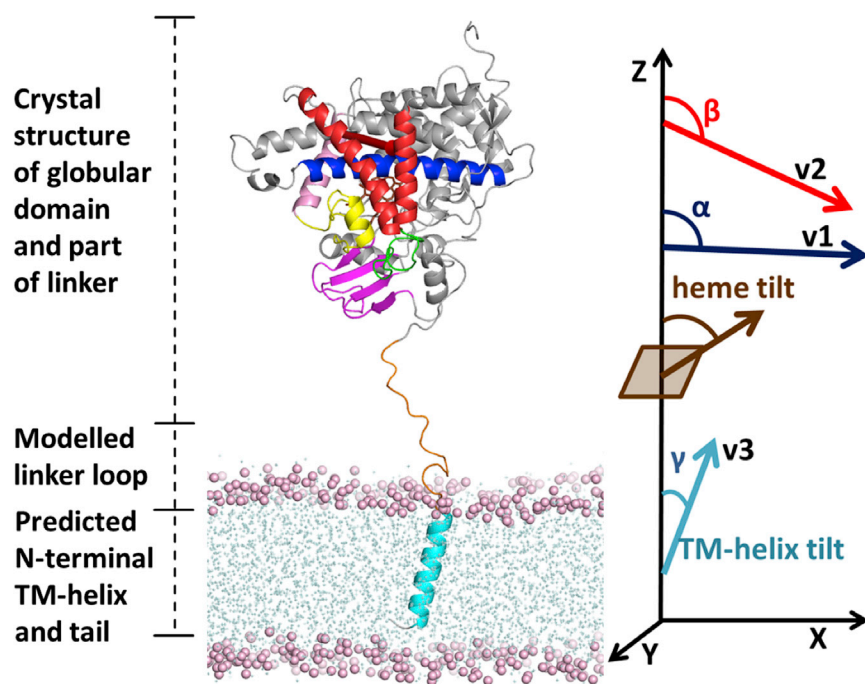 Crystal
structure
of globular
domain
and part
of linker
Modelled
linker loop
Predicted
N-terminal
TM-helix
and tail
Z
β
v2
α
v1
heme tilt
γ
v3
TM-helix tilt
Y
X